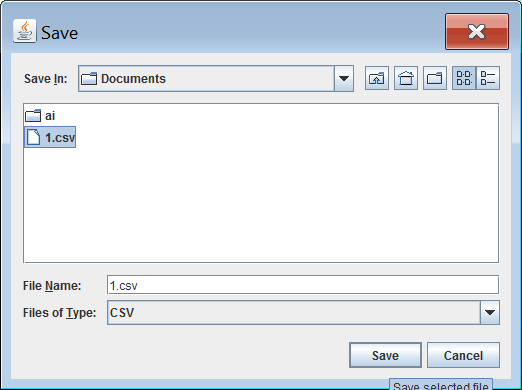 Save
Save In: Documents
ai
1.csv
File Name: 1.csv
Files of Type: CSV
Save Cancel
Save selected file